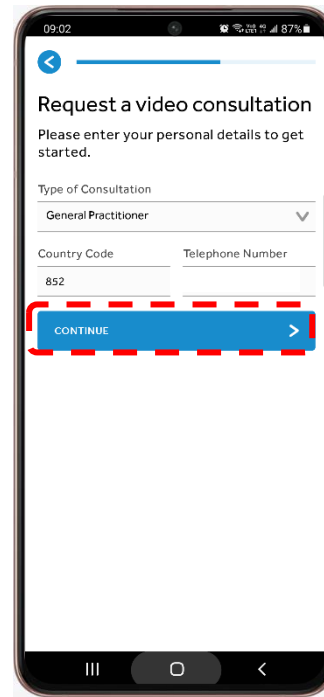 09:02
87%
Request a video consultation
Please enter your personal details to get
started.
Type of Consultation
General Practitioner
Country Code
Telephone Number
852
CONTINUE